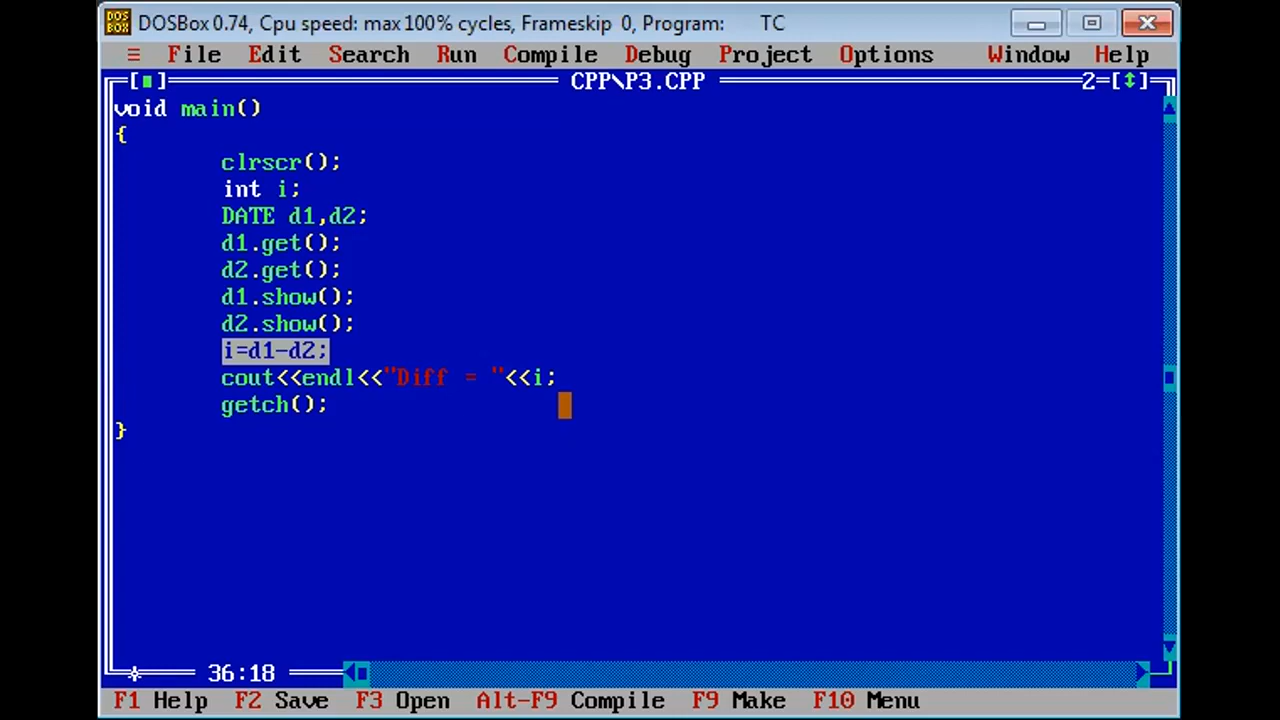 DOSBox 0.74, Cpu speed: max 100% cycles, Frameskip 0, Program: TC
≡ File Edit Search Run Compile Debug Project Options Window Help
[■] CPP\P3.CPP 2=[↕]
void main()
{
clrscr();
int i;
DATE d1,d2;
d1.get();
d2.get();
d1.show();
d2.show();
i=d1-d2;
cout<<endl<<"Diff = "<<i;
getch();
}
36:18
F1 Help F2 Save F3 Open Alt-F9 Compile F9 Make F10 Menu